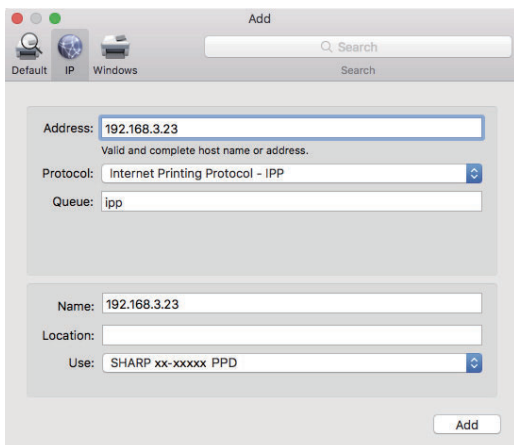 Add
Search
Default IP Windows Search
Address: 192.168.3.23
Valid and complete host name or address.
Protocol: Internet Printing Protocol - IPP
Queue: ipp
Name: 192.168.3.23
Location:
Use: SHARP xx-xxxxx PPD
Add